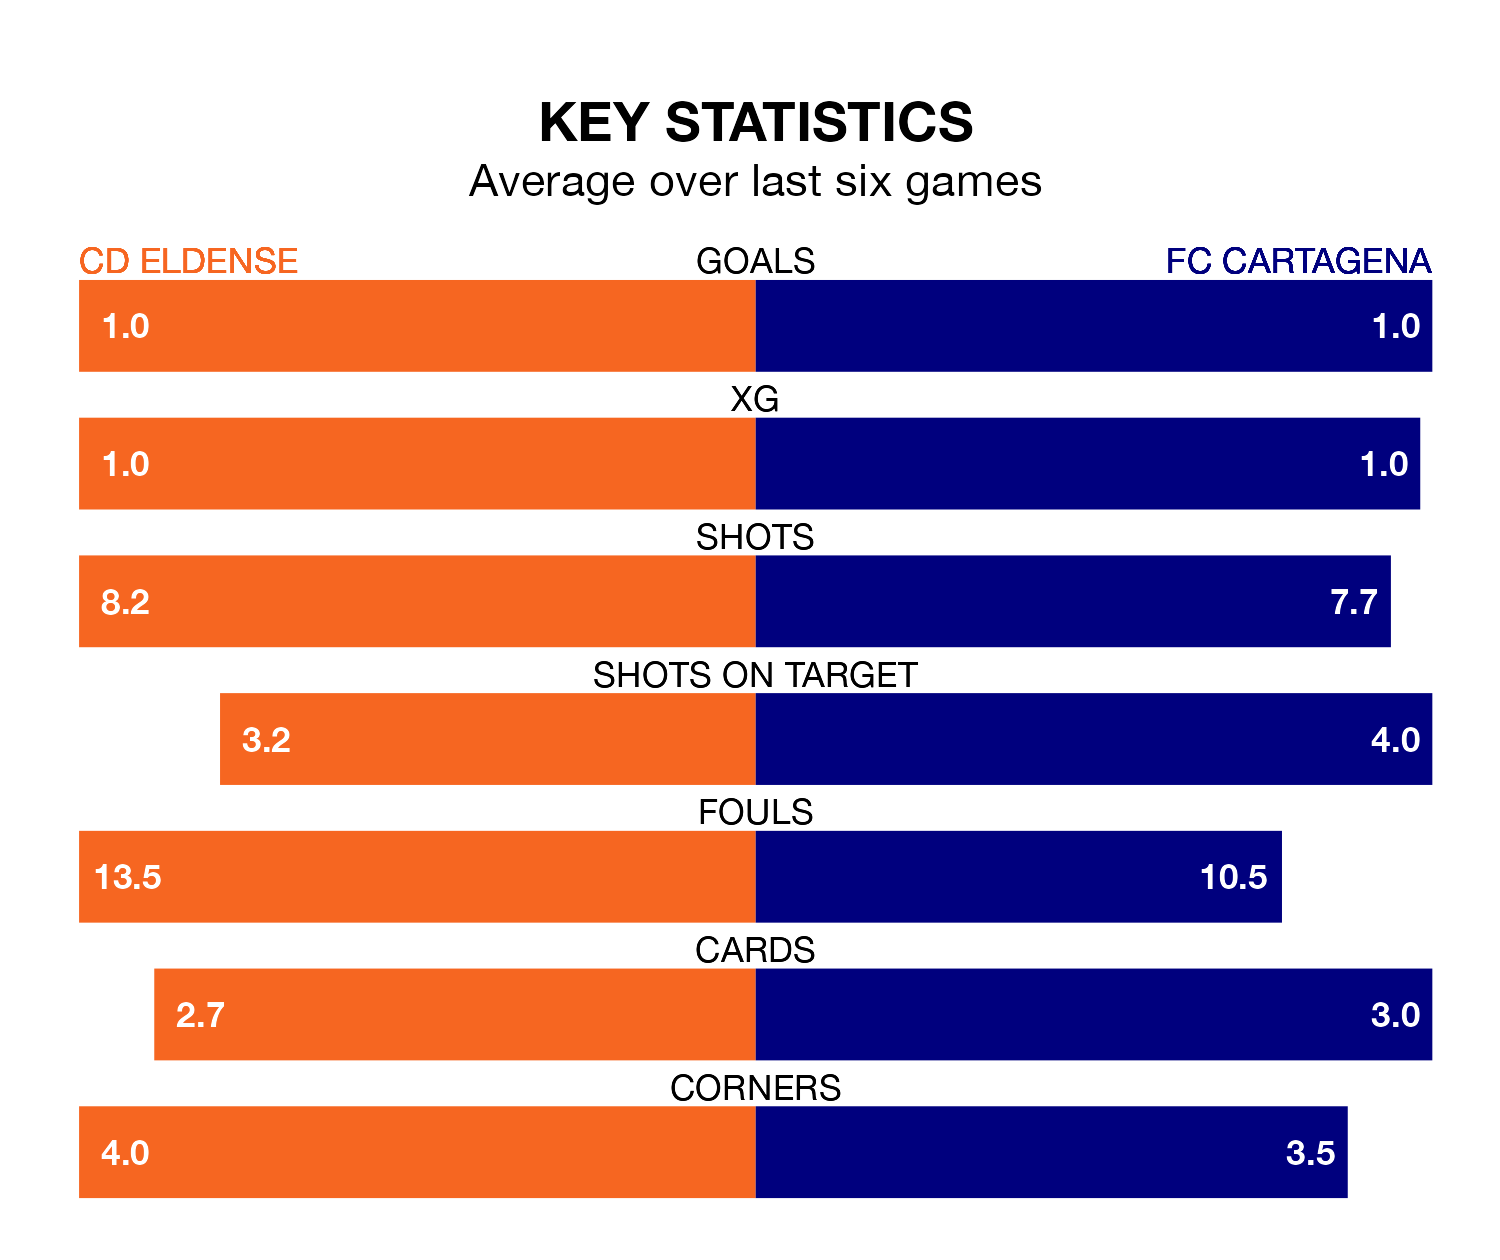 KEY STATISTICS
Average over last six games
CD ELDENSE GOALS FC CARTAGENA
1.0 1.0
XG
1.0 1.0
SHOTS
8.2 7.7
SHOTS ON TARGET
3.2 4.0
FOULS
13.5 10.5
CARDS
2.7 3.0
CORNERS
4.0 3.5